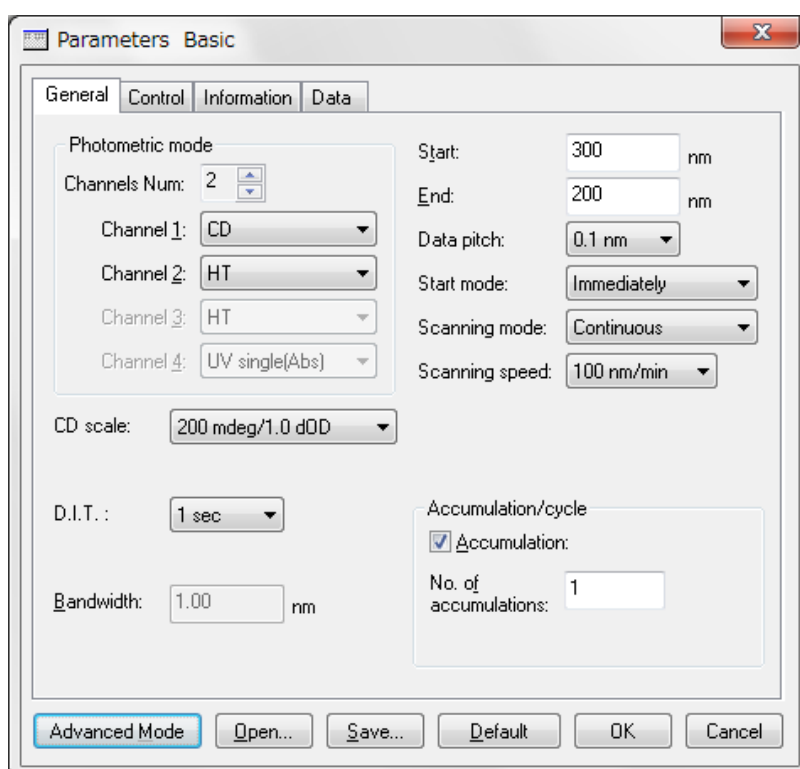 Parameters Basic
General Control Information Data
Photometric mode
Channels Num: 2
Channel 1: CD
Channel 2: HT
Channel 3: HT
Channel 4: UV single(Abs)
CD scale: 200 mdeg/1.0 dOD
D.I.T. : 1 sec
Bandwidth: 1.00 nm
Start: 300 nm
End: 200 nm
Data pitch: 0.1 nm
Start mode: Immediately
Scanning mode: Continuous
Scanning speed: 100 nm/min
Accumulation/cycle
Accumulation:
No. of
accumulations: 1
Advanced Mode Open... Save... Default OK Cancel